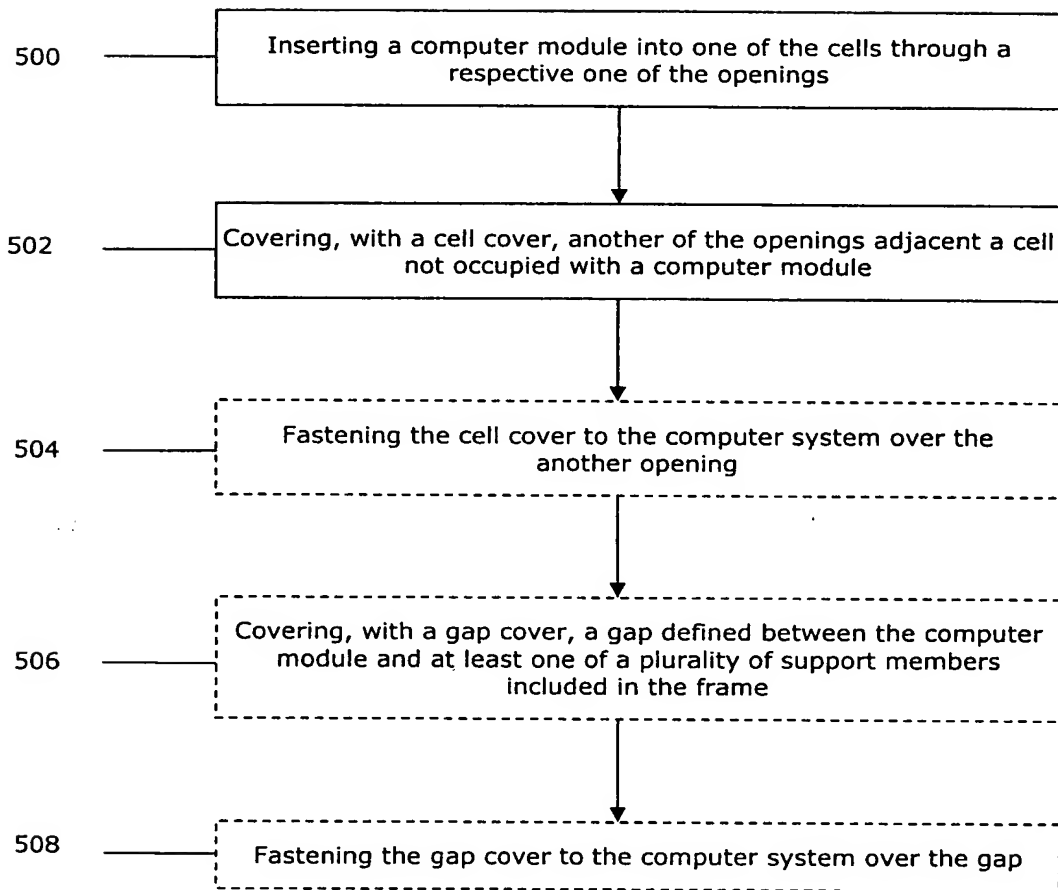 500
Inserting a computer module into one of the cells through a
respective one of the openings
502
Covering, with a cell cover, another of the openings adjacent a cell
not occupied with a computer module
504
Fastening the cell cover to the computer system over the
another opening
506
Covering, with a gap cover, a gap defined between the computer
module and at least one of a plurality of support members
included in the frame
508
Fastening the gap cover to the computer system over the gap